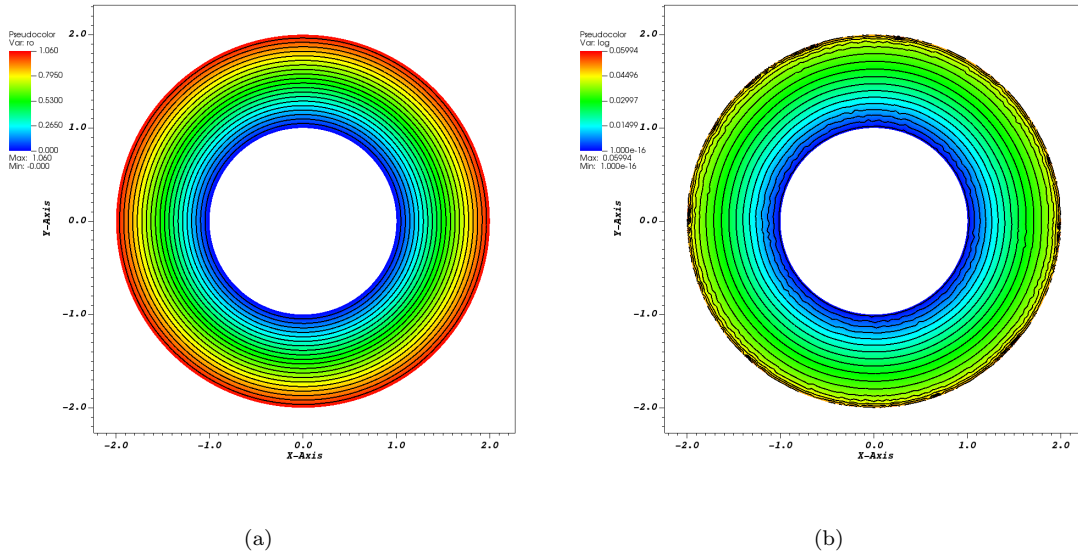 Pseudocolor
Var: ro
1.060
0.7950
0.5300
0.2650
0.000
Max: 1.060
Min: -0.000
2.0
1.0
0.0
-1.0
-2.0
Y-Axis
-2.0
-1.0
0.0
1.0
2.0
X-Axis
(a)
Pseudocolor
Var: log
0.05994
0.04496
0.02997
0.01499
1.000e-16
Max: 0.05994
Min: 1.000e-16
2.0
1.0
0.0
-1.0
-2.0
Y-Axis
-2.0
-1.0
0.0
1.0
2.0
X-Axis
(b)